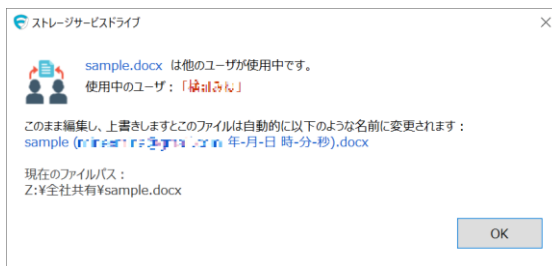 ストレージサービスドライブ
sample.docx は他のユーザが使用中です。
使用中のユーザ：「」
このまま編集し、上書きしますとこのファイルは自動的に以下のような名前に変更されます：
sample ( 年-月-日 時-分-秒).docx
現在のファイルパス：
Z:¥全社共有¥sample.docx
OK